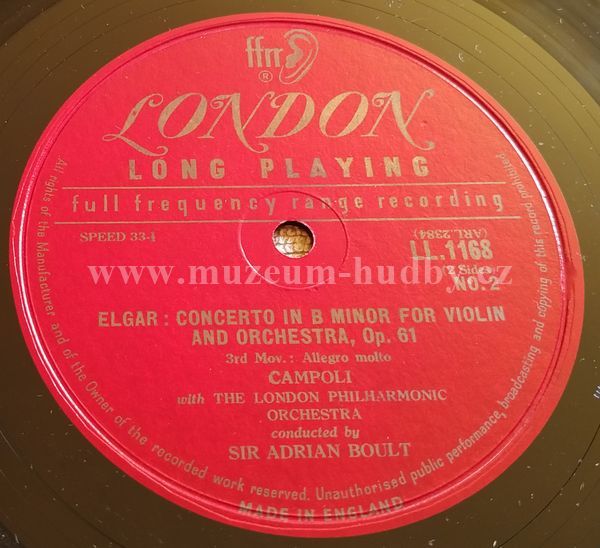 ffrr
®
LONDON
LONG PLAYING
full frequency range recording
SPEED 33⅓
(ARL.2384)
LL.1168
(2 Sides)
NO.2
ELGAR : CONCERTO IN B MINOR FOR VIOLIN
AND ORCHESTRA, Op. 61
3rd Mov.: Allegro molto
CAMPOLI
with THE LONDON PHILHARMONIC
ORCHESTRA
conducted by
SIR ADRIAN BOULT
All rights of the Manufacturer and of the Owner of the recorded work reserved. Unauthorised public performance, broadcasting and copying of this record prohibited
MADE IN ENGLAND
www.muzeum-hudby.cz